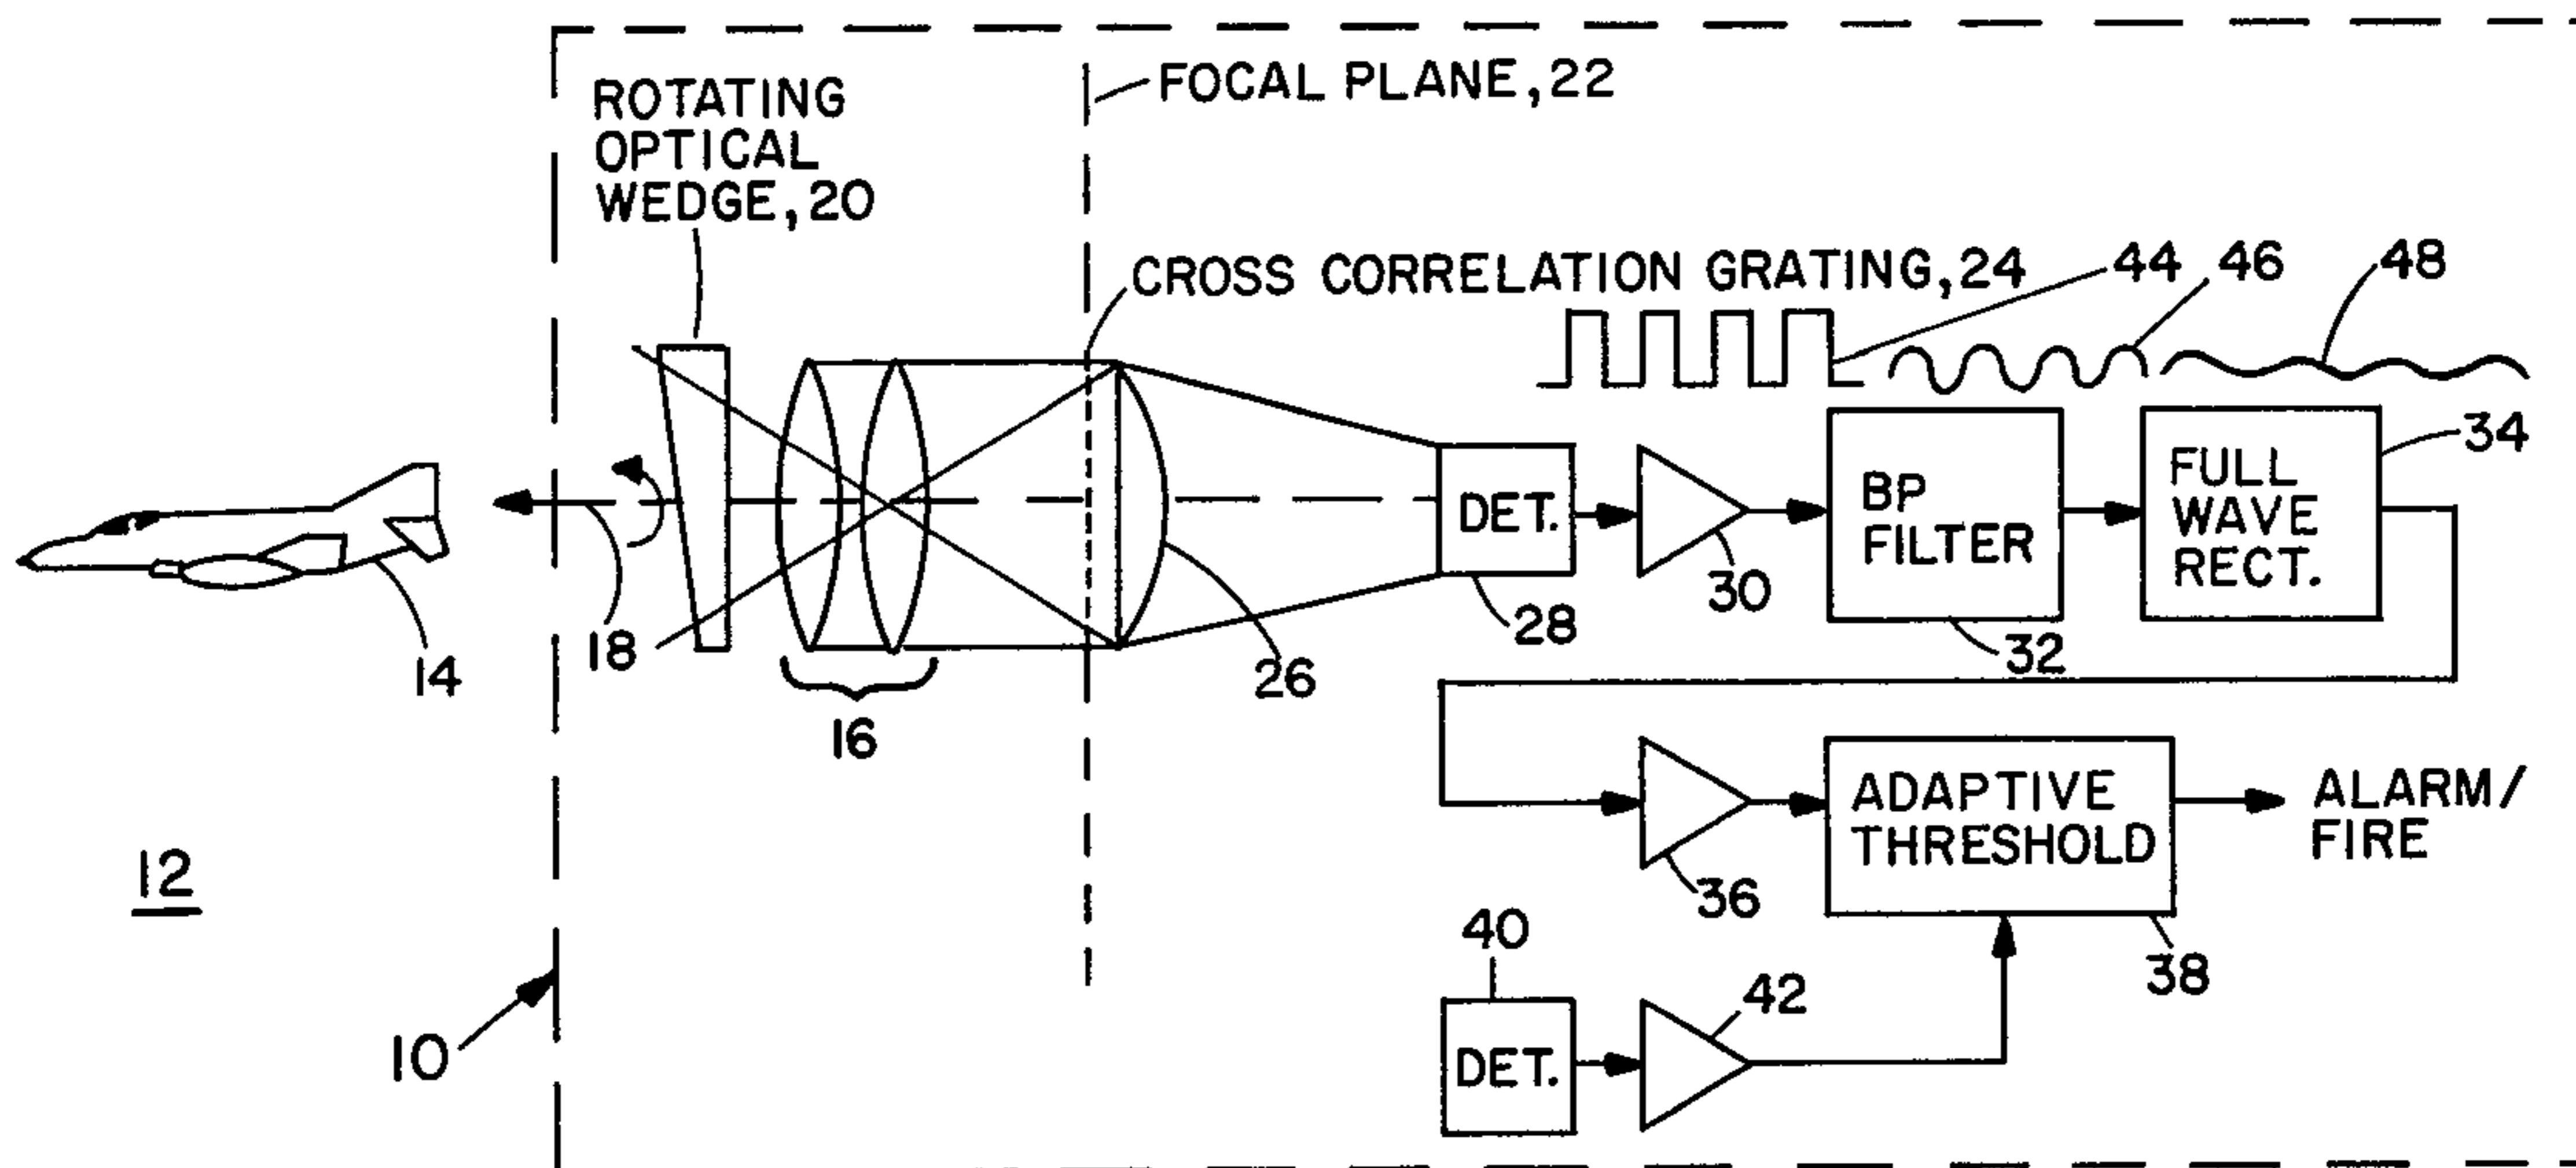 ROTATING
OPTICAL
WEDGE, 20
FOCAL PLANE, 22
CROSS CORRELATION GRATING, 24
44
46
48
34
DET.
BP
FILTER
FULL
WAVE
RECT.
30
28
32
26
18
14
16
12
10
36
ADAPTIVE
THRESHOLD
ALARM/
FIRE
38
40
42
DET.